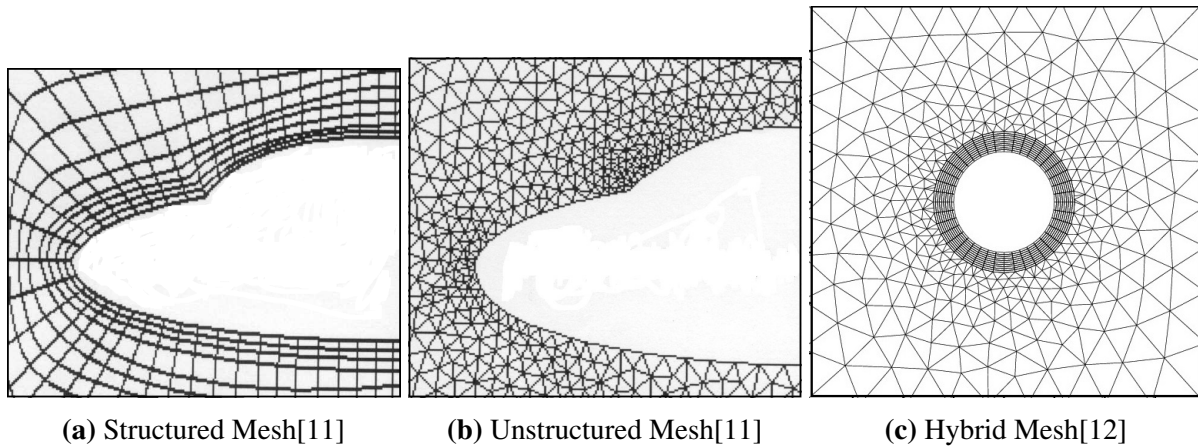 (a) Structured Mesh[11]
(b) Unstructured Mesh[11]
(c) Hybrid Mesh[12]